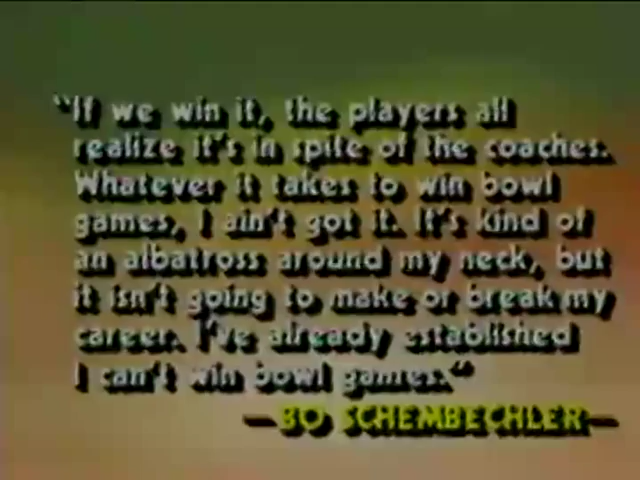 "If we win it, the players all
realize it's in spite of the coaches.
Whatever it takes to win bowl
games, I ain't got it. It's kind of
an albatross around my neck, but
it isn't going to make or break my
career. I've already established
I can't win bowl games."
—BO SCHEMBECHLER—